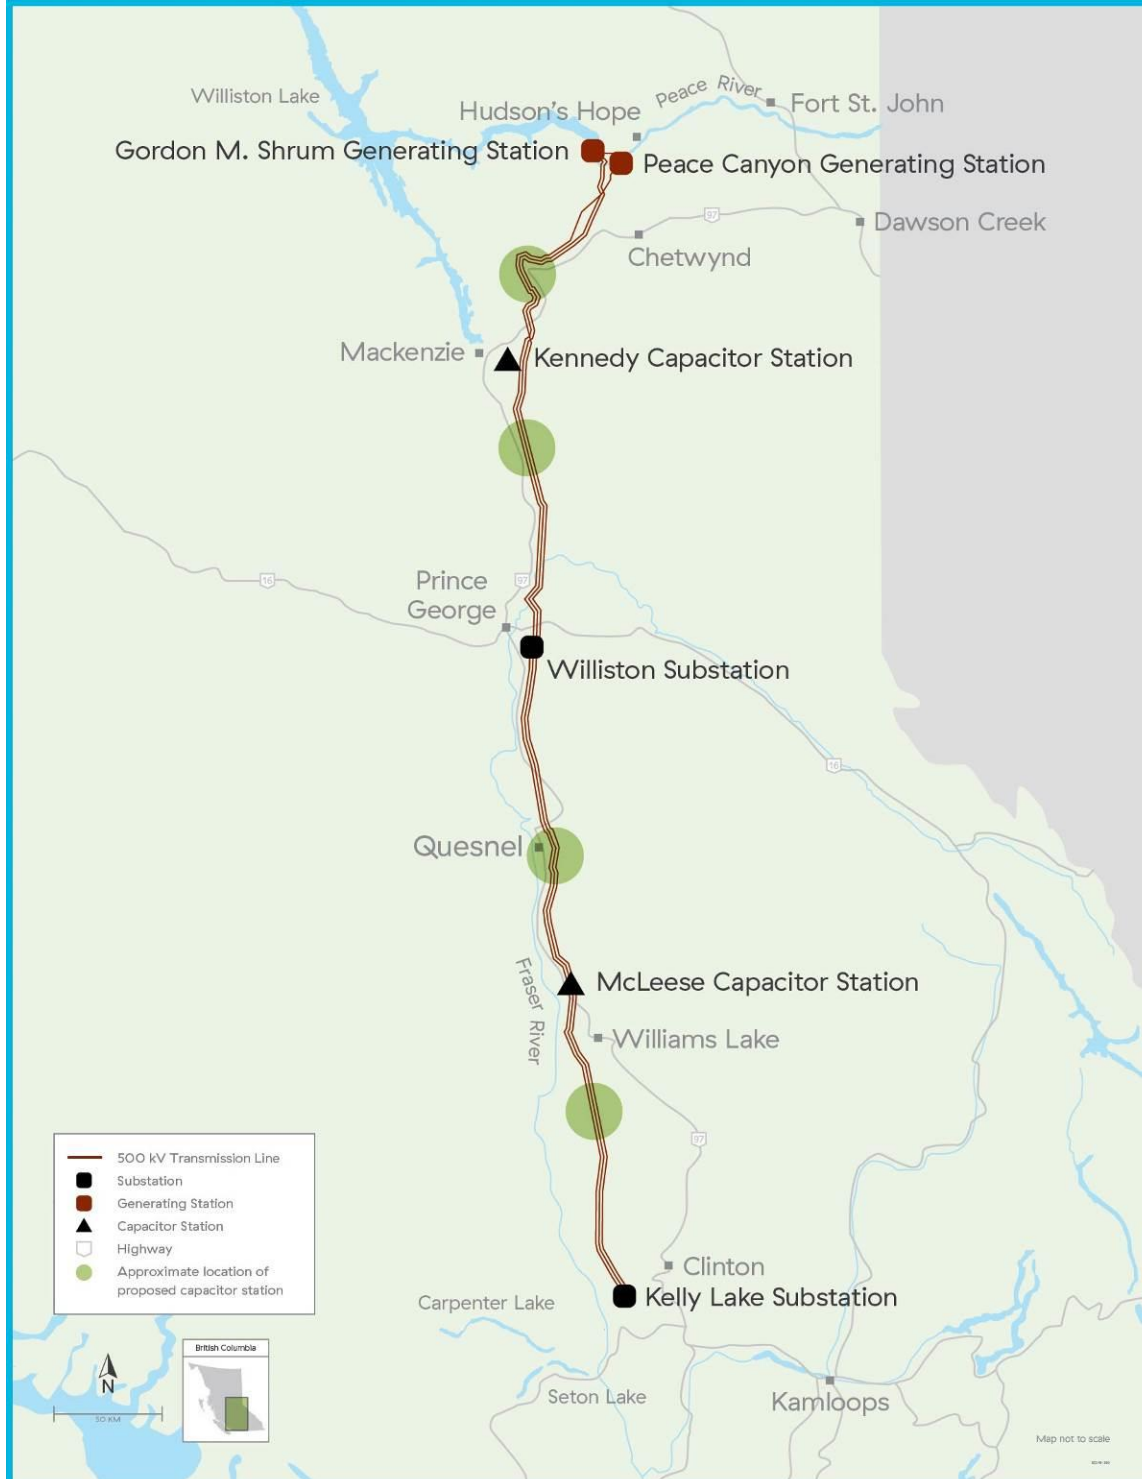 Williston Lake
Peace River
Fort St. John
Hudson's Hope
Gordon M. Shrum Generating Station
Peace Canyon Generating Station
97
Dawson Creek
Chetwynd
Mackenzie
Kennedy Capacitor Station
16
Prince
George
97
Williston Substation
16
Quesnel
McLeese Capacitor Station
Fraser River
Williams Lake
97
500 kV Transmission Line
Substation
Generating Station
Capacitor Station
Highway
Approximate location of
proposed capacitor station
Clinton
Kelly Lake Substation
Carpenter Lake
British Columbia
N
50 KM
Seton Lake
Kamloops
Map not to scale